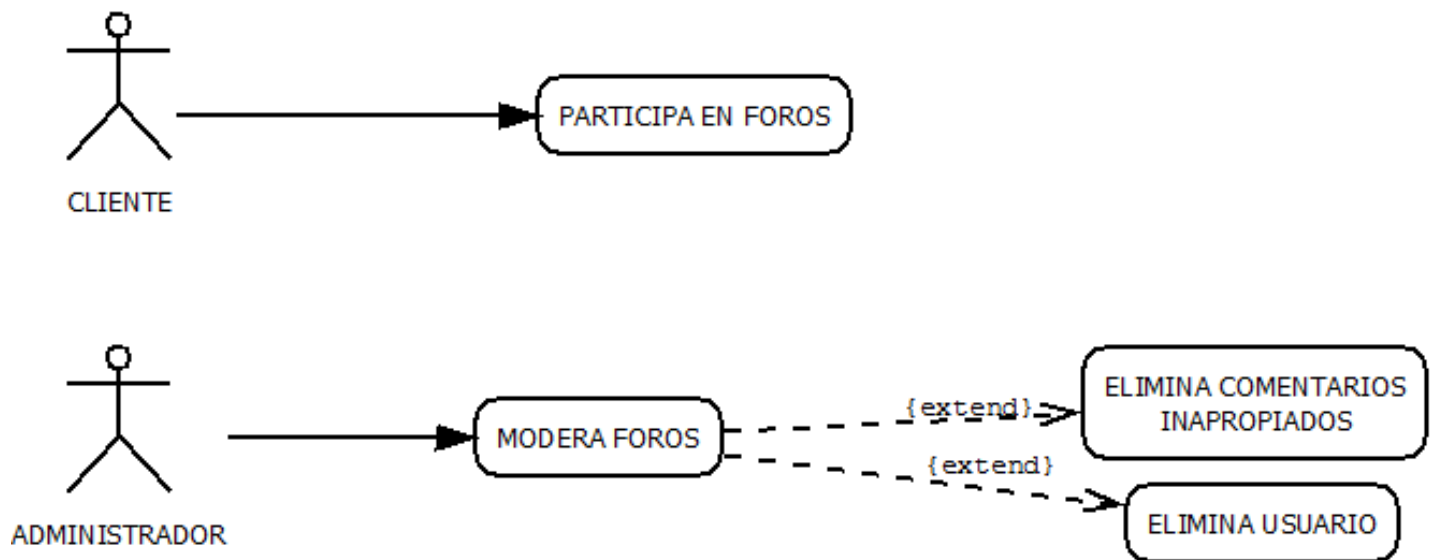 PARTICIPA EN FOROS
CLIENTE
ELIMINA COMENTARIOS
INAPROPIADOS
{extend}
MODERA FOROS
{extend}
ELIMINA USUARIO
ADMINISTRADOR